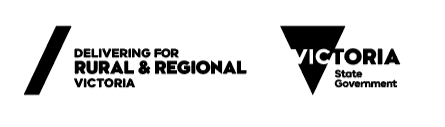 DELIVERING FOR
RURAL & REGIONAL
VICTORIA
VICTORIA
State
Government